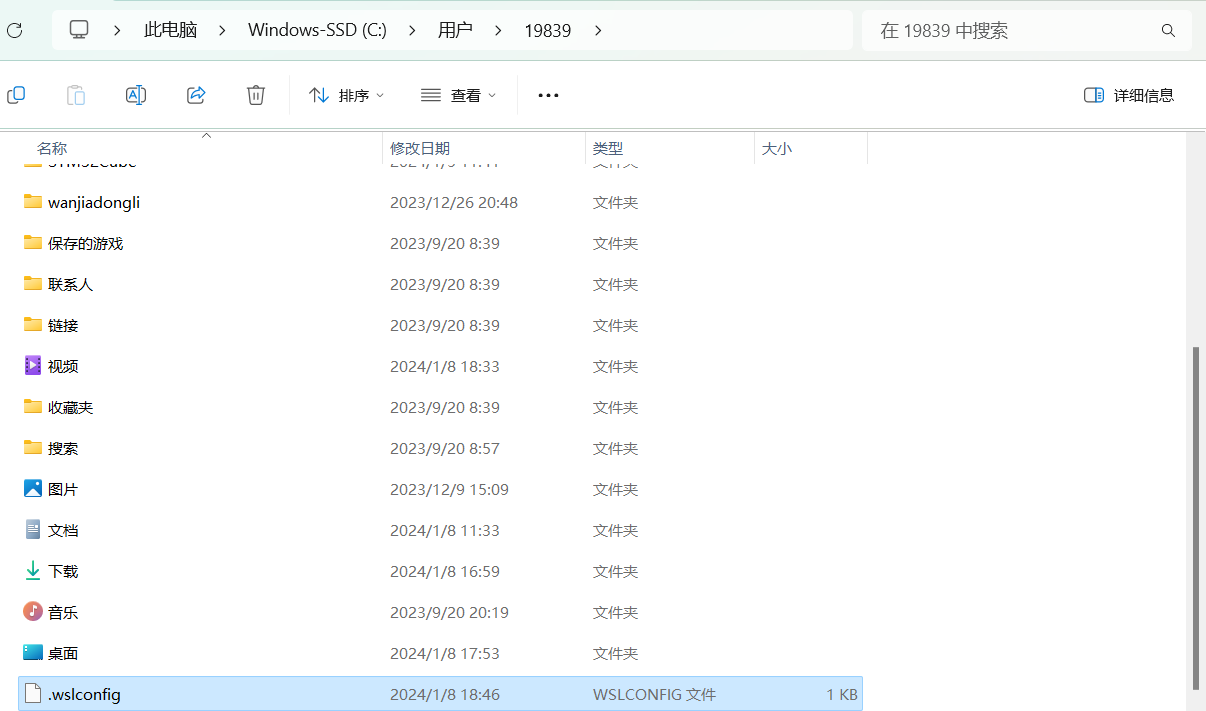 此电脑 Windows-SSD (C:) 用户 19839 在 19839 中搜索
排序 查看 详细信息
名称 修改日期 类型 大小
wanjiadongli 2023/12/26 20:48 文件夹
保存的游戏 2023/9/20 8:39 文件夹
联系人 2023/9/20 8:39 文件夹
链接 2023/9/20 8:39 文件夹
视频 2024/1/8 18:33 文件夹
收藏夹 2023/9/20 8:39 文件夹
搜索 2023/9/20 8:57 文件夹
图片 2023/12/9 15:09 文件夹
文档 2024/1/8 11:33 文件夹
下载 2024/1/8 16:59 文件夹
音乐 2023/9/20 20:19 文件夹
桌面 2024/1/8 17:53 文件夹
.wslconfig 2024/1/8 18:46 WSLCONFIG 文件 1 KB